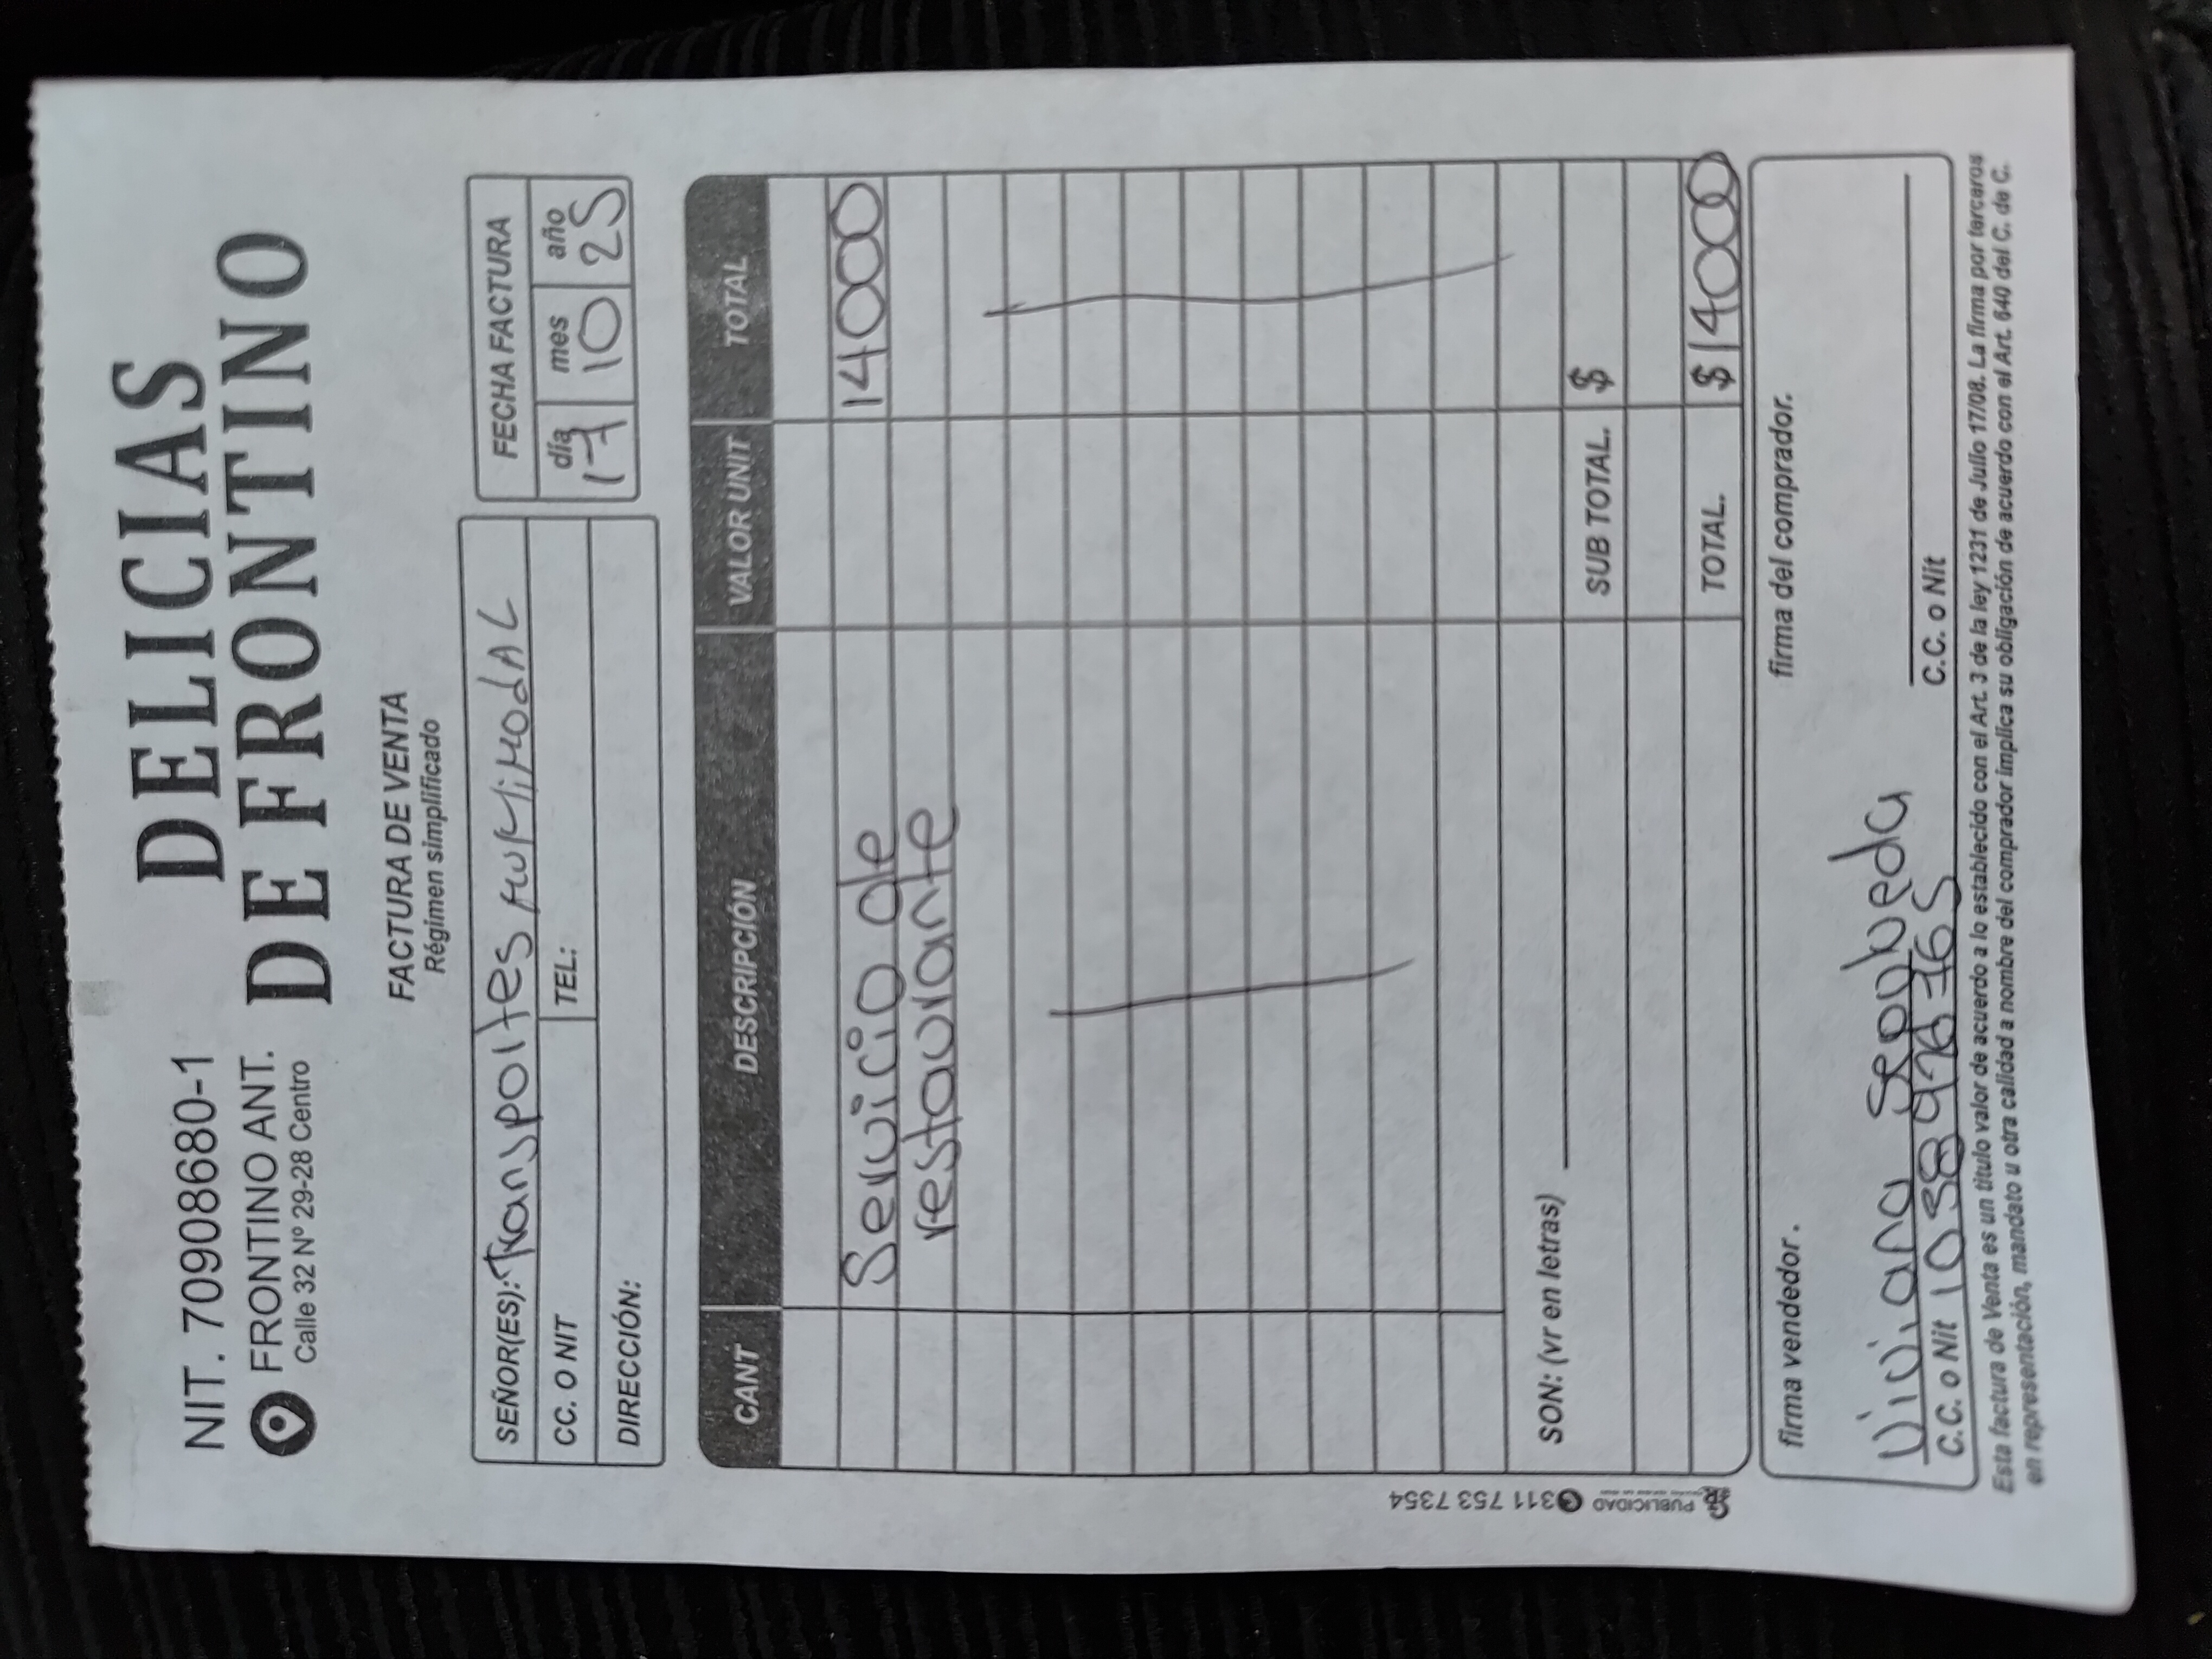 DELICIAS
DE FRONTINO
NIT. 70908680-1
FRONTINO ANT.
Calle 32 Nº 29-28 Centro
FACTURA DE VENTA
Régimen simplificado
FECHA FACTURA
día mes año
17 10 25
SEÑOR(ES): Transportes
CC. O NIT TEL:
DIRECCIÓN:
CANT DESCRIPCIÓN VALOR UNIT TOTAL
Servicio de 14000
restaurante
SON: (vr en letras)
SUB TOTAL. $
TOTAL. $14000
firma vendedor. firma del comprador.
Viviana Sepulveda
C.C. o Nit C.C. o Nit
Esta factura de Venta es un título valor de acuerdo a lo establecido con el Art. 3 de la ley 1231 de Julio 17/08. La firma por terceros
en representación, mandato u otra calidad a nombre del comprador implica su obligación de acuerdo con el Art. 640 del C. de C.
PUBLICIDAD 311 753 7354